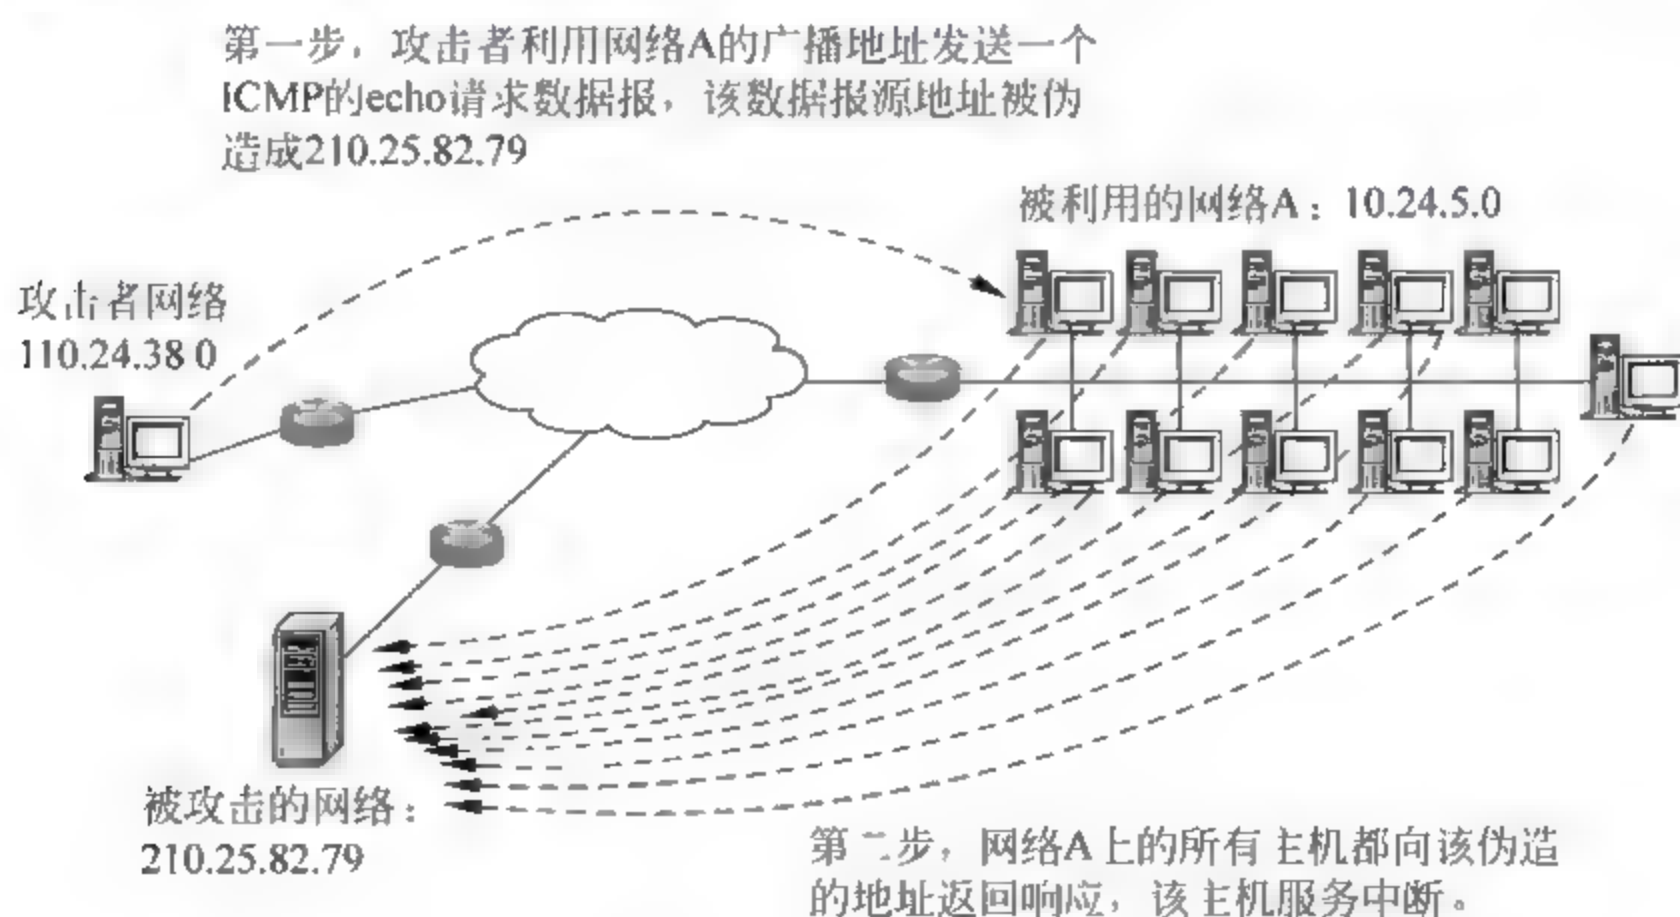 第一步，攻击者利用网络A的广播地址发送一个
ICMP的echo请求数据报，该数据报源地址被伪
造成210.25.82.79
被利用的网络A：10.24.5.0
攻击者网络
110.24.38 0
被攻击的网络：
210.25.82.79
第二步，网络A上的所有主机都向该伪造
的地址返回响应，该主机服务中断。